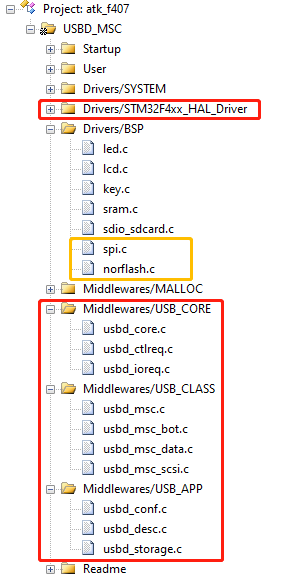 Project: atk_f407
USBD_MSC
Startup
User
Drivers/SYSTEM
Drivers/STM32F4xx_HAL_Driver
Drivers/BSP
led.c
lcd.c
key.c
sram.c
sdio_sdcard.c
spi.c
norflash.c
Middlewares/MALLOC
Middlewares/USB_CORE
usbd_core.c
usbd_ctlreq.c
usbd_ioreq.c
Middlewares/USB_CLASS
usbd_msc.c
usbd_msc_bot.c
usbd_msc_data.c
usbd_msc_scsi.c
Middlewares/USB_APP
usbd_conf.c
usbd_desc.c
usbd_storage.c
Readme